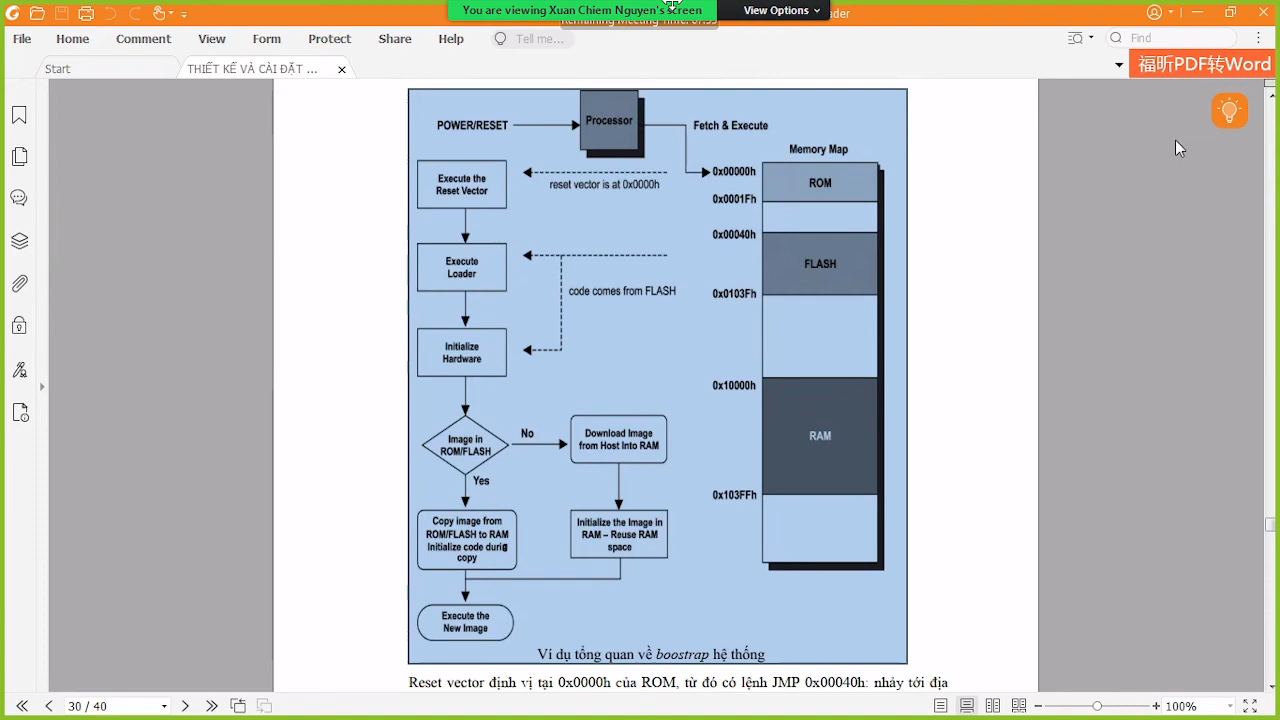 You are viewing Xuan Chiem Nguyen's screen
View Options
File
Home
Comment
View
Form
Protect
Share
Help
Tell me...
Find
Start
THIẾT KẾ VÀ CÀI ĐẶT ...
福昕PDF转Word
POWER/RESET
Processor
Fetch & Execute
Memory Map
Execute the
Reset Vector
reset vector is at 0x0000h
0x00000h
ROM
0x0001Fh
0x00040h
Execute
Loader
FLASH
code comes from FLASH
0x0103Fh
Initialize
Hardware
0x10000h
Image in
ROM/FLASH
No
Download Image
from Host Into RAM
RAM
Yes
0x103FFh
Copy image from
ROM/FLASH to RAM
Initialize code durig
copy
Initialize the Image in
RAM – Reuse RAM
space
Execute the
New Image
Ví dụ tổng quan về boostrap hệ thống
Reset vector định vị tại 0x0000h của ROM, từ đó có lệnh JMP 0x00040h: nhảy tới địa
30 / 40
100%